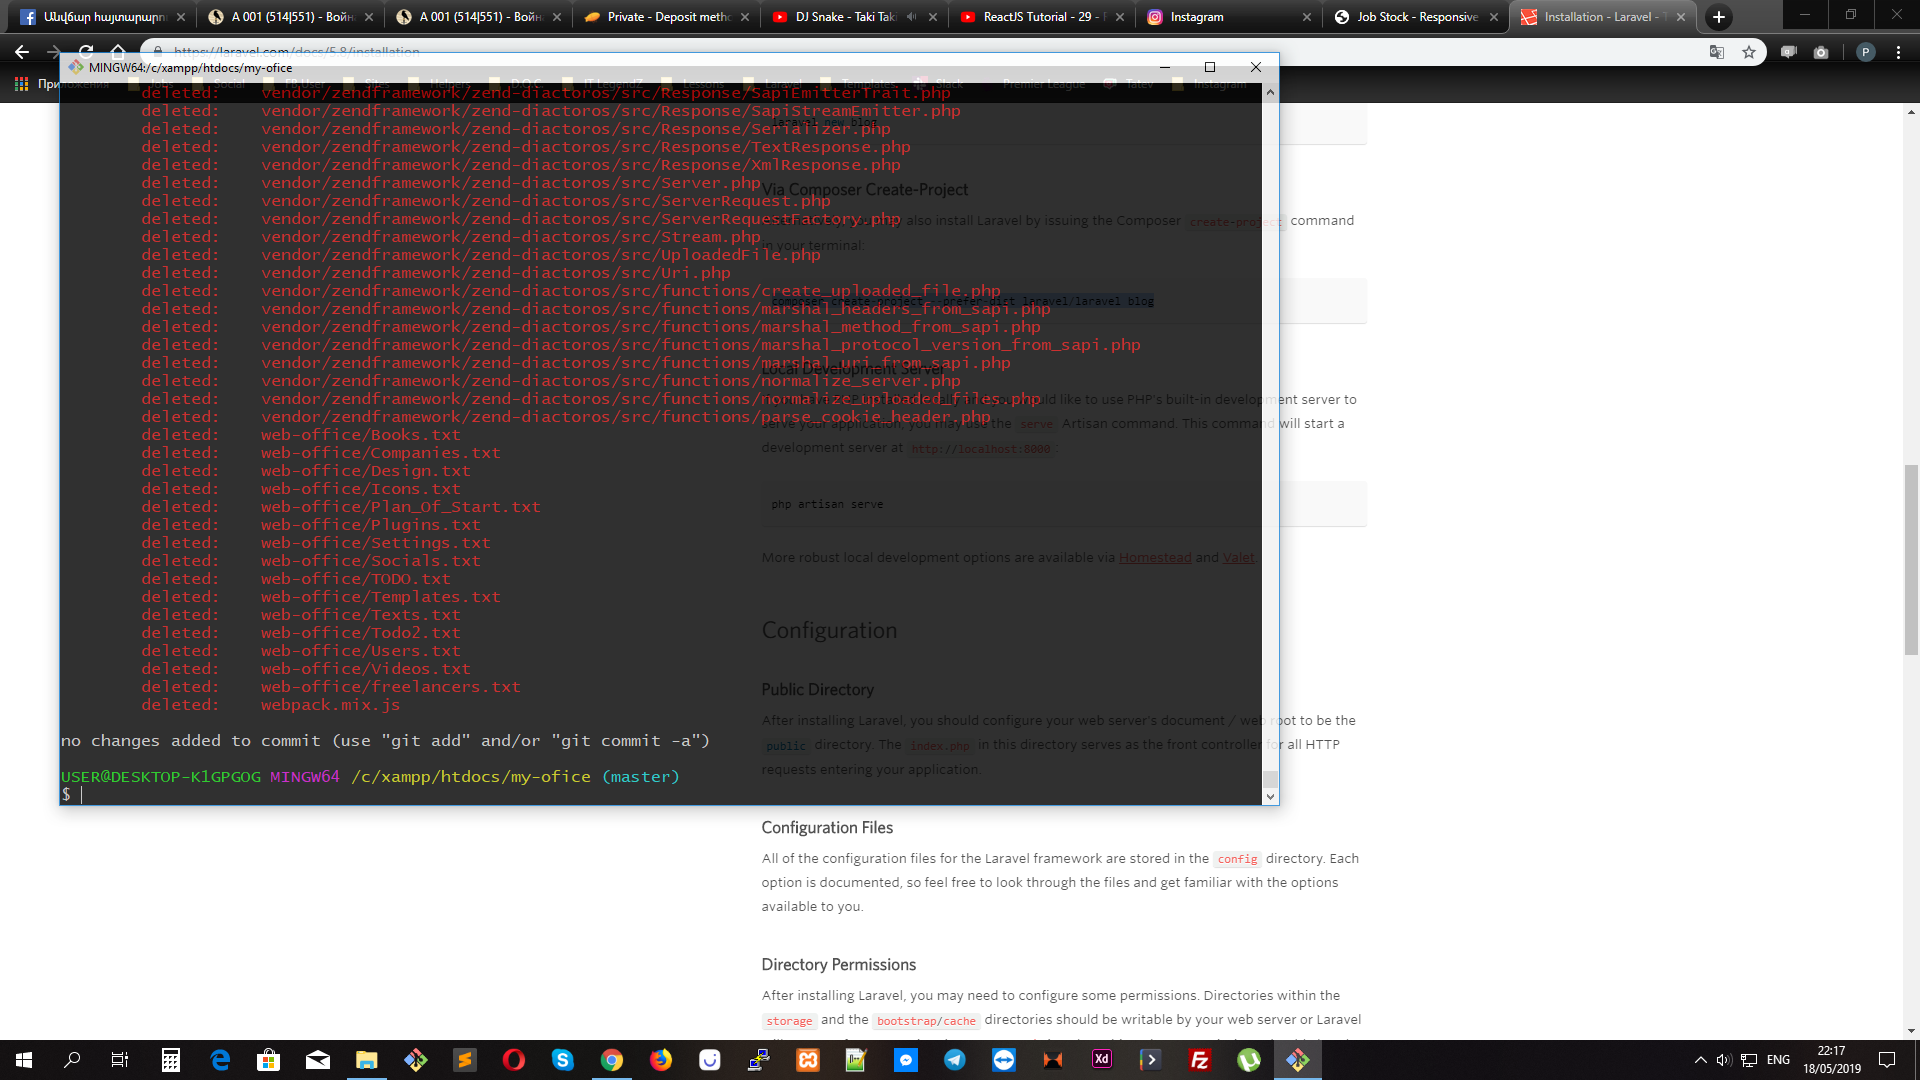 Անվճար հայտարարու
A 001 (514|551) - Войн
A 001 (514|551) - Войн
Private - Deposit metho
DJ Snake - Taki Taki
ReactJS Tutorial - 29 -
Instagram
Job Stock - Responsive
Installation - Laravel - T
https://laravel.com/docs/5.8/installation
P
MINGW64:/c/xampp/htdocs/my-ofice
Приложения Jobs Social FB User Sites Helpers D.O.C. IT LegendZ Lessons Laravel Templates Slack Premier League Tatev Instagram
deleted: vendor/zendframework/zend-diactoros/src/Response/SapiEmitterTrait.php
deleted: vendor/zendframework/zend-diactoros/src/Response/SapiStreamEmitter.php
laravel new blog
deleted: vendor/zendframework/zend-diactoros/src/Response/Serializer.php
deleted: vendor/zendframework/zend-diactoros/src/Response/TextResponse.php
deleted: vendor/zendframework/zend-diactoros/src/Response/XmlResponse.php
deleted: vendor/zendframework/zend-diactoros/src/Server.php
Via Composer Create-Project
deleted: vendor/zendframework/zend-diactoros/src/ServerRequest.php
deleted: vendor/zendframework/zend-diactoros/src/ServerRequestFactory.php
also install Laravel by issuing the Composer create-project command
deleted: vendor/zendframework/zend-diactoros/src/Stream.php
in your terminal:
deleted: vendor/zendframework/zend-diactoros/src/UploadedFile.php
deleted: vendor/zendframework/zend-diactoros/src/Uri.php
deleted: vendor/zendframework/zend-diactoros/src/functions/create_uploaded_file.php
composer create-project --prefer-dist laravel/laravel blog
deleted: vendor/zendframework/zend-diactoros/src/functions/marshal_headers_from_sapi.php
deleted: vendor/zendframework/zend-diactoros/src/functions/marshal_method_from_sapi.php
deleted: vendor/zendframework/zend-diactoros/src/functions/marshal_protocol_version_from_sapi.php
deleted: vendor/zendframework/zend-diactoros/src/functions/marshal_uri_from_sapi.php
Local Development Server
deleted: vendor/zendframework/zend-diactoros/src/functions/normalize_server.php
deleted: vendor/zendframework/zend-diactoros/src/functions/normalize_uploaded_files.php
would like to use PHP's built-in development server to
deleted: vendor/zendframework/zend-diactoros/src/functions/parse_cookie_header.php
serve your application, you may use the serve Artisan command. This command will start a
deleted: web-office/Books.txt
development server at http://localhost:8000 :
deleted: web-office/Companies.txt
deleted: web-office/Design.txt
deleted: web-office/Icons.txt
deleted: web-office/Plan_Of_Start.txt
php artisan serve
deleted: web-office/Plugins.txt
deleted: web-office/Settings.txt
deleted: web-office/Socials.txt
More robust local development options are available via Homestead and Valet.
deleted: web-office/TODO.txt
deleted: web-office/Templates.txt
deleted: web-office/Texts.txt
deleted: web-office/Todo2.txt
Configuration
deleted: web-office/Users.txt
deleted: web-office/Videos.txt
deleted: web-office/freelancers.txt
Public Directory
deleted: webpack.mix.js
After installing Laravel, you should configure your web server's document / web root to be the
no changes added to commit (use "git add" and/or "git commit -a")
public directory. The index.php in this directory serves as the front controller for all HTTP
requests entering your application.
USER@DESKTOP-K1GPGOG MINGW64 /c/xampp/htdocs/my-ofice (master)
$
Configuration Files
All of the configuration files for the Laravel framework are stored in the config directory. Each
option is documented, so feel free to look through the files and get familiar with the options
available to you.
Directory Permissions
After installing Laravel, you may need to configure some permissions. Directories within the
storage and the bootstrap/cache directories should be writable by your web server or Laravel
Xd
ENG
22:17
18/05/2019